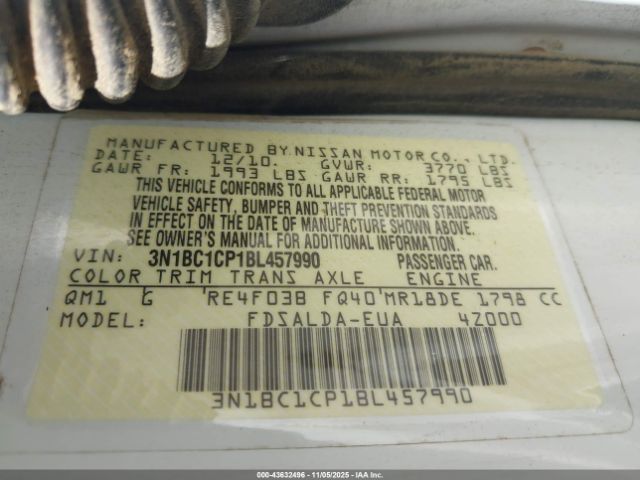 MANUFACTURED BY NISSAN MOTOR CO., LTD.
DATE: 12/10. GVWR: 3770 LBS
GAWR FR: 1993 LBS GAWR RR: 1795 LBS
THIS VEHICLE CONFORMS TO ALL APPLICABLE FEDERAL MOTOR
VEHICLE SAFETY, BUMPER AND THEFT PREVENTION STANDARDS
IN EFFECT ON THE DATE OF MANUFACTURE SHOWN ABOVE.
SEE OWNER'S MANUAL FOR ADDITIONAL INFORMATION.
VIN: 3N1BC1CP1BL457990 PASSENGER CAR.
COLOR TRIM TRANS AXLE ENGINE
QM1 G RE4F03B FQ40 MR18DE 1798 CC
MODEL: FDSALDA-EUA 4Z000
3N1BC1CP1BL457990
000-43632496 - 11/05/2025 - IAAI.COM